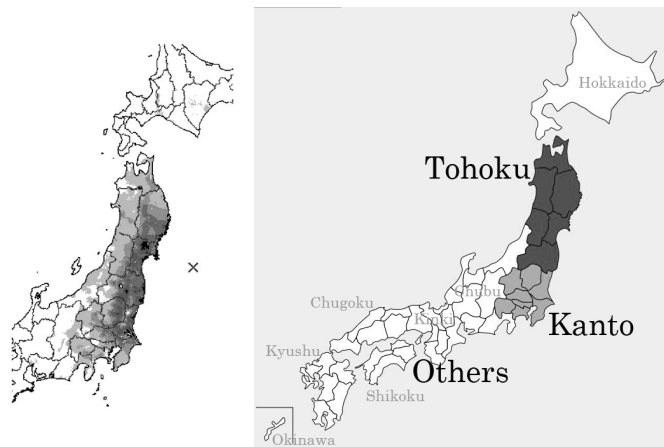 Hokkaido
Tohoku
Chubu
Chugoku
Kinki
Kanto
Kyushu
Others
Shikoku
Okinawa